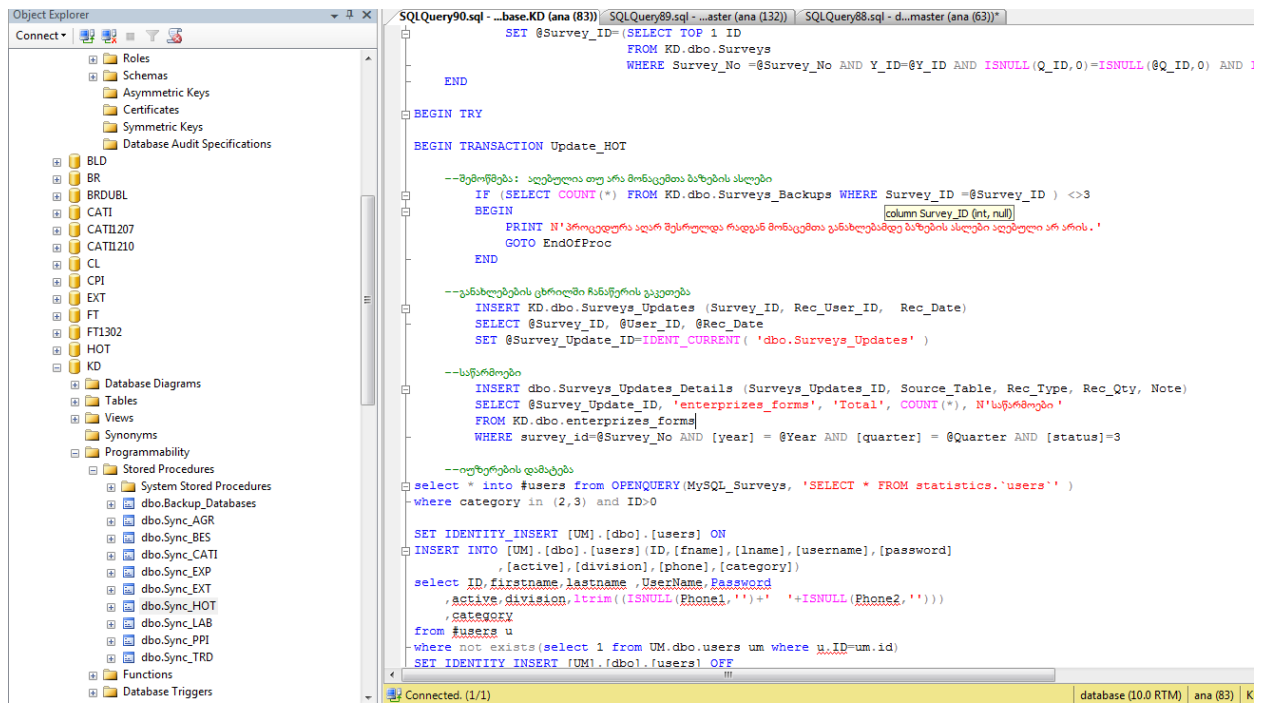 Object Explorer
Connect
Roles
Schemas
Asymmetric Keys
Certificates
Symmetric Keys
Database Audit Specifications
BLD
BR
BRDUBL
CATI
CATI1207
CATI1210
CL
CPI
EXT
FT
FT1302
HOT
KD
Database Diagrams
Tables
Views
Synonyms
Programmability
Stored Procedures
System Stored Procedures
dbo.Backup_Databases
dbo.Sync_AGR
dbo.Sync_BES
dbo.Sync_CATI
dbo.Sync_EXP
dbo.Sync_EXT
dbo.Sync_HOT
dbo.Sync_LAB
dbo.Sync_PPI
dbo.Sync_TRD
Functions
Database Triggers
SQLQuery90.sql - ...base.KD (ana (83)) SQLQuery89.sql - ...aster (ana (132)) SQLQuery88.sql - d...master (ana (63))*
SET @Survey_ID=(SELECT TOP 1 ID
FROM KD.dbo.Surveys
WHERE Survey_No =@Survey_No AND Y_ID=@Y_ID AND ISNULL(Q_ID,0)=ISNULL(@Q_ID,0) AND
END
BEGIN TRY
BEGIN TRANSACTION Update_HOT
--შემოწმება: აღებულია თუ არა მონაცემთა ბაზების ასლები
IF (SELECT COUNT(*) FROM KD.dbo.Surveys_Backups WHERE Survey_ID =@Survey_ID ) <>3
BEGIN
column Survey_ID (int, null)
PRINT N'პროცედურა აღარ შესრულდა რადგან მონაცემთა განახლებამდე ბაზების ასლები აღებული არ არის.'
GOTO EndOfProc
END
--განახლებების ცხრილში ჩანაწერის გაკეთება
INSERT KD.dbo.Surveys_Updates (Survey_ID, Rec_User_ID, Rec_Date)
SELECT @Survey_ID, @User_ID, @Rec_Date
SET @Survey_Update_ID=IDENT_CURRENT( 'dbo.Surveys_Updates' )
--საწარმოები
INSERT dbo.Surveys_Updates_Details (Surveys_Updates_ID, Source_Table, Rec_Type, Rec_Qty, Note)
SELECT @Survey_Update_ID, 'enterprizes_forms', 'Total', COUNT(*), N'საწარმოები '
FROM KD.dbo.enterprizes_forms
WHERE survey_id=@Survey_No AND [year] = @Year AND [quarter] = @Quarter AND [status]=3
--იუზერების დამატება
select * into #users from OPENQUERY(MySQL_Surveys, 'SELECT * FROM statistics.`users`' )
where category in (2,3) and ID>0
SET IDENTITY_INSERT [UM].[dbo].[users] ON
INSERT INTO [UM].[dbo].[users](ID,[fname],[lname],[username],[password]
,[active],[division],[phone],[category])
select ID,firstname,lastname ,UserName,Password
,active,division,ltrim((ISNULL(Phone1,'')+' '+ISNULL(Phone2,'')))
,category
from #users u
where not exists(select 1 from UM.dbo.users um where u.ID=um.id)
SET IDENTITY_INSERT [UM].[dbo].[users] OFF
Connected. (1/1)
database (10.0 RTM) ana (83) K